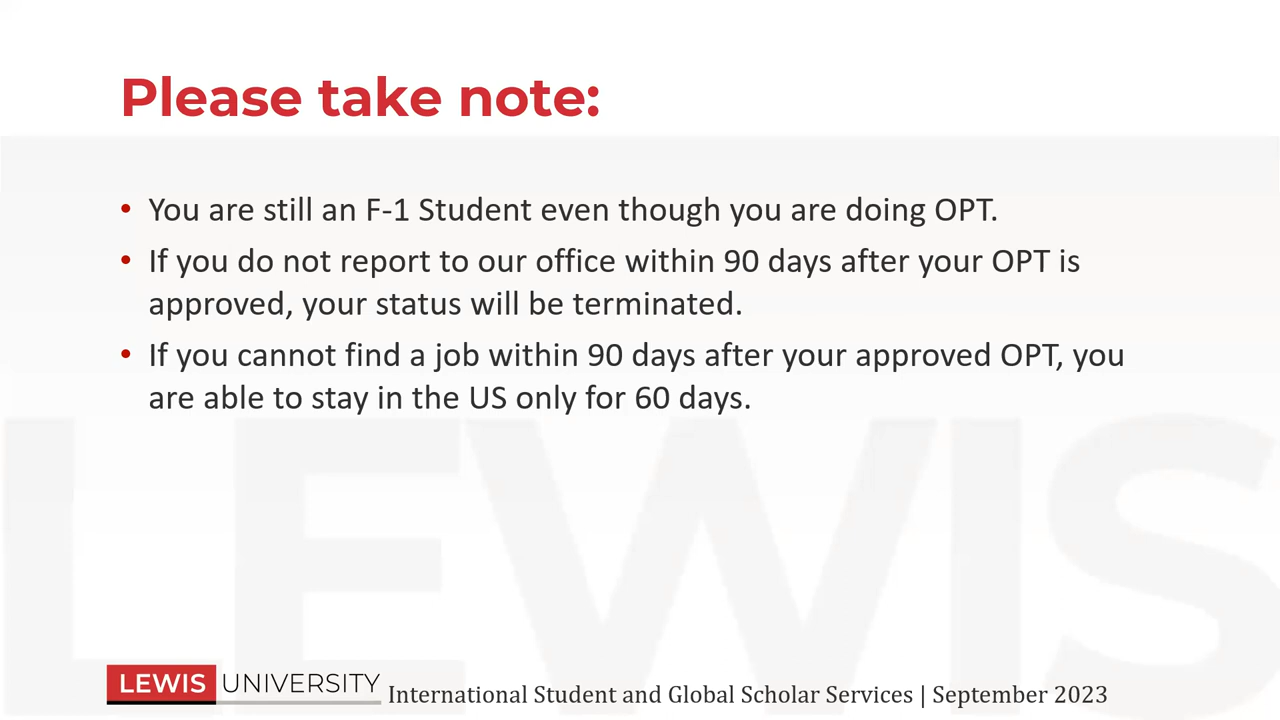 Please take note:
• You are still an F-1 Student even though you are doing OPT.
• If you do not report to our office within 90 days after your OPT is
approved, your status will be terminated.
• If you cannot find a job within 90 days after your approved OPT, you
are able to stay in the US only for 60 days.
LEWIS
LEWIS UNIVERSITY International Student and Global Scholar Services | September 2023